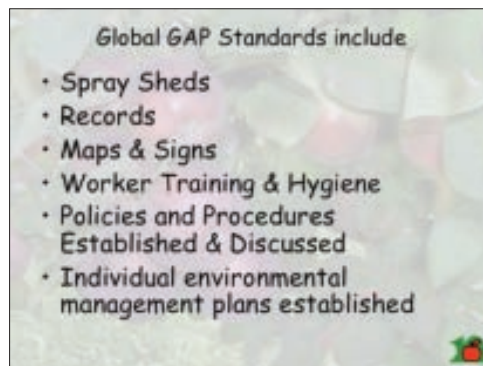 Global GAP Standards include
• Spray Sheds
• Records
• Maps & Signs
• Worker Training & Hygiene
• Policies and Procedures
Established & Discussed
• Individual environmental
management plans established